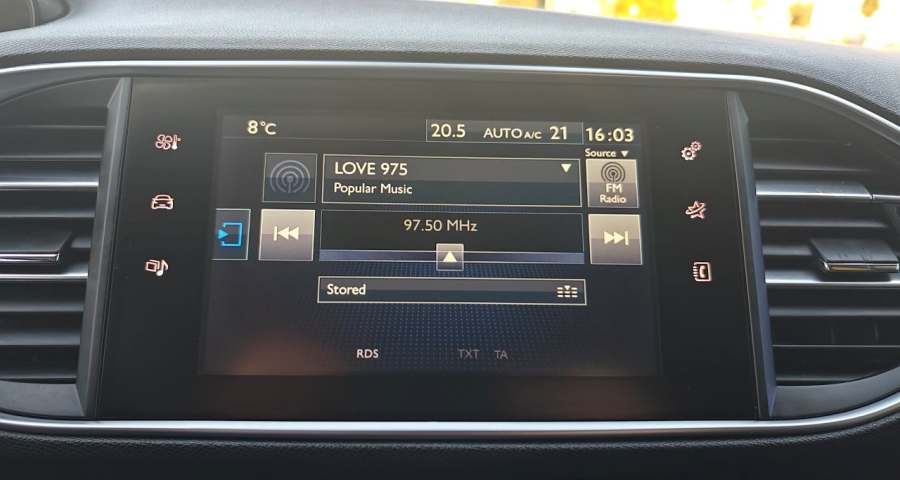 8°C 20.5 AUTO A/C 21 16:03
Source ▼
LOVE 975
Popular Music
FM
Radio
97.50 MHz
Stored
RDS TXT TA